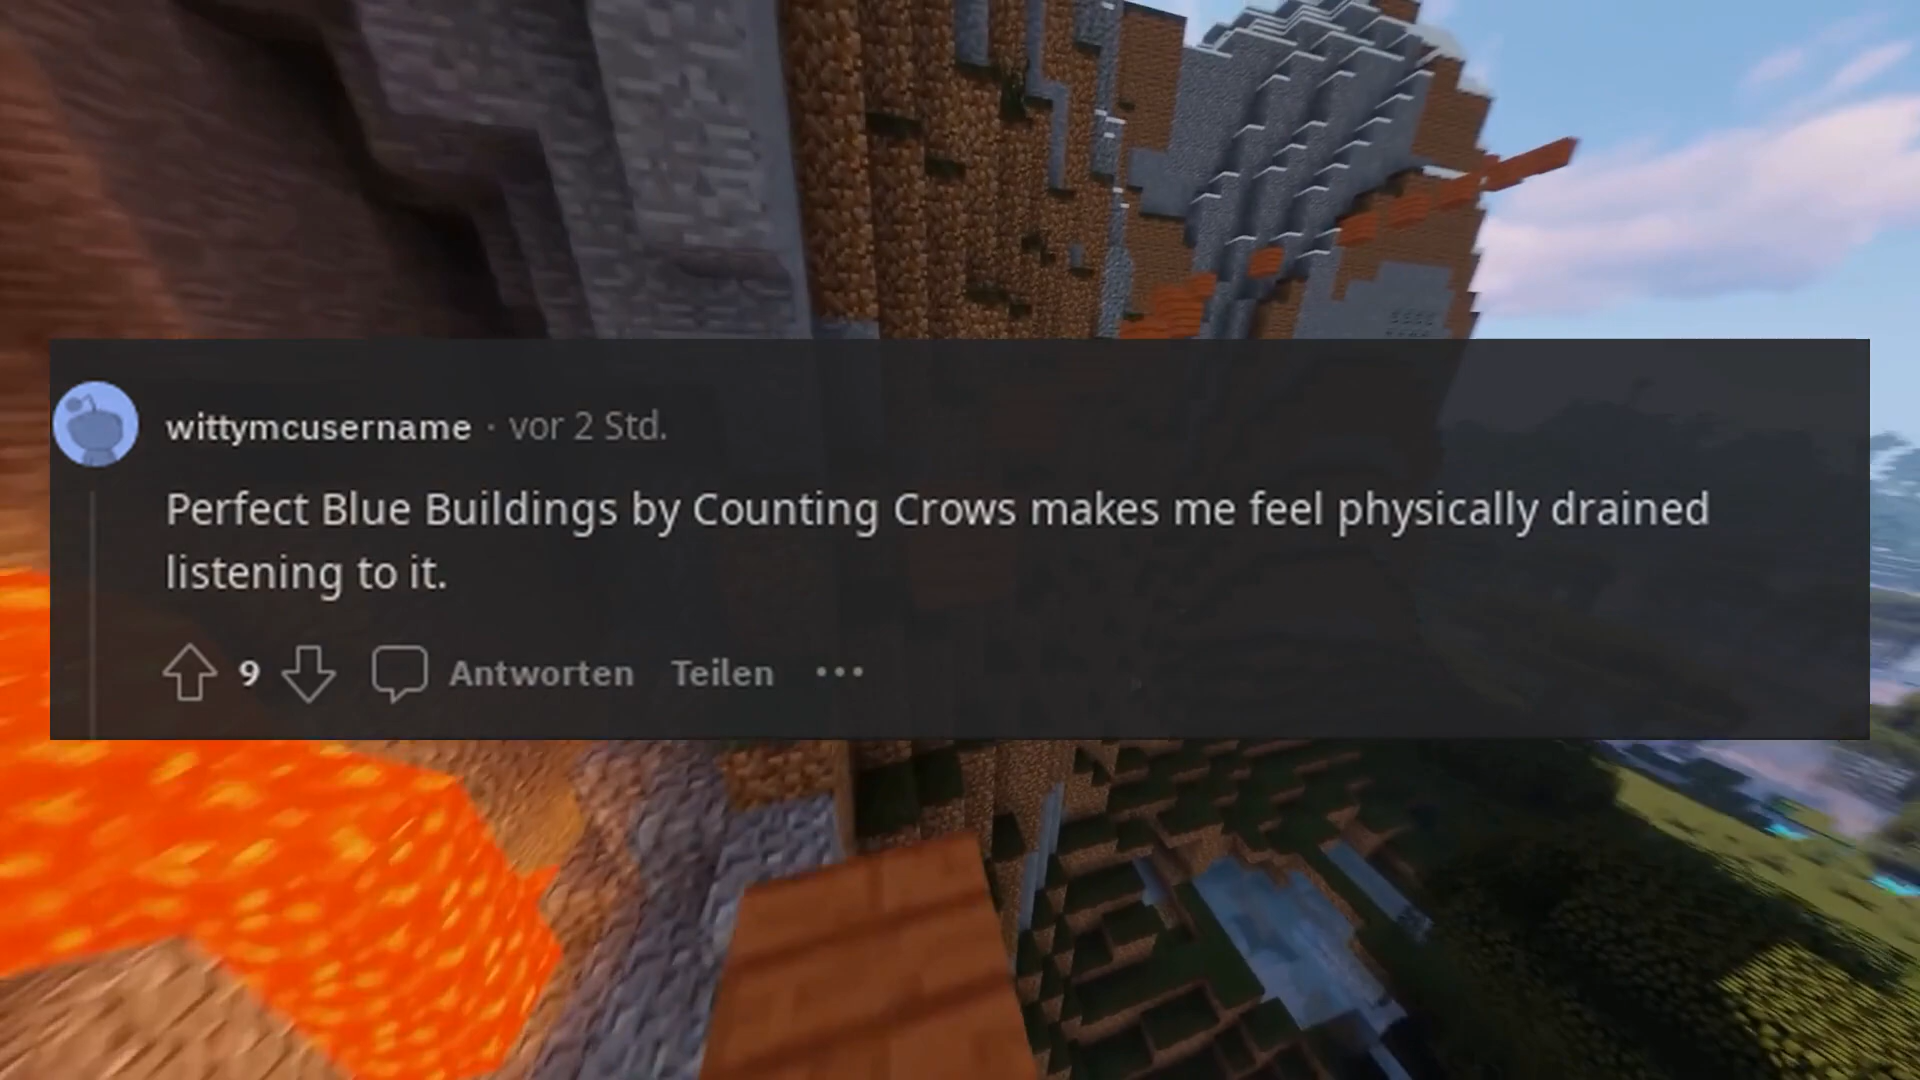 wittymcusername · vor 2 Std.
Perfect Blue Buildings by Counting Crows makes me feel physically drained
listening to it.
9 Antworten Teilen ...